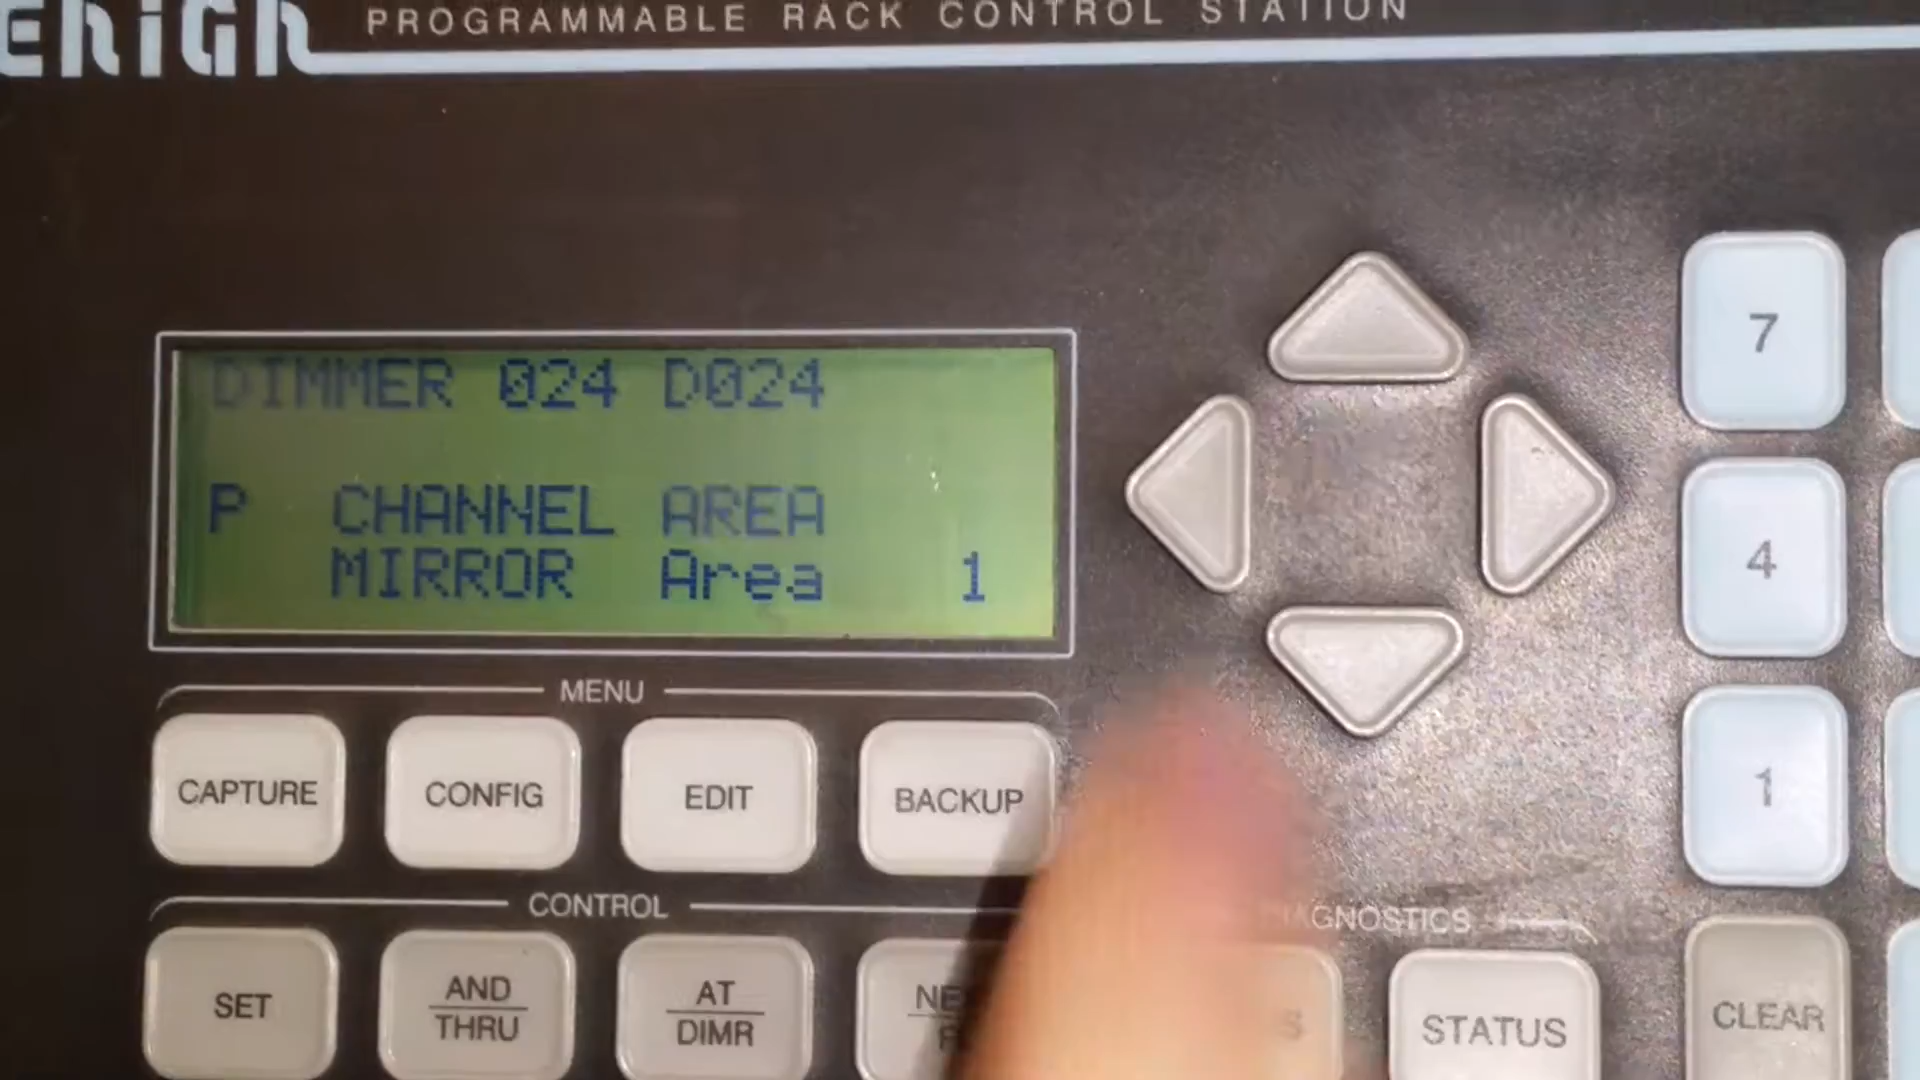 PROGRAMMABLE RACK CONTROL STATION
DIMMER 024 D024
P CHANNEL AREA
MIRROR Area 1
MENU
CAPTURE CONFIG EDIT BACKUP
CONTROL
DIAGNOSTICS
SET
AND
THRU
AT
DIMR
STATUS
CLEAR
7
4
1